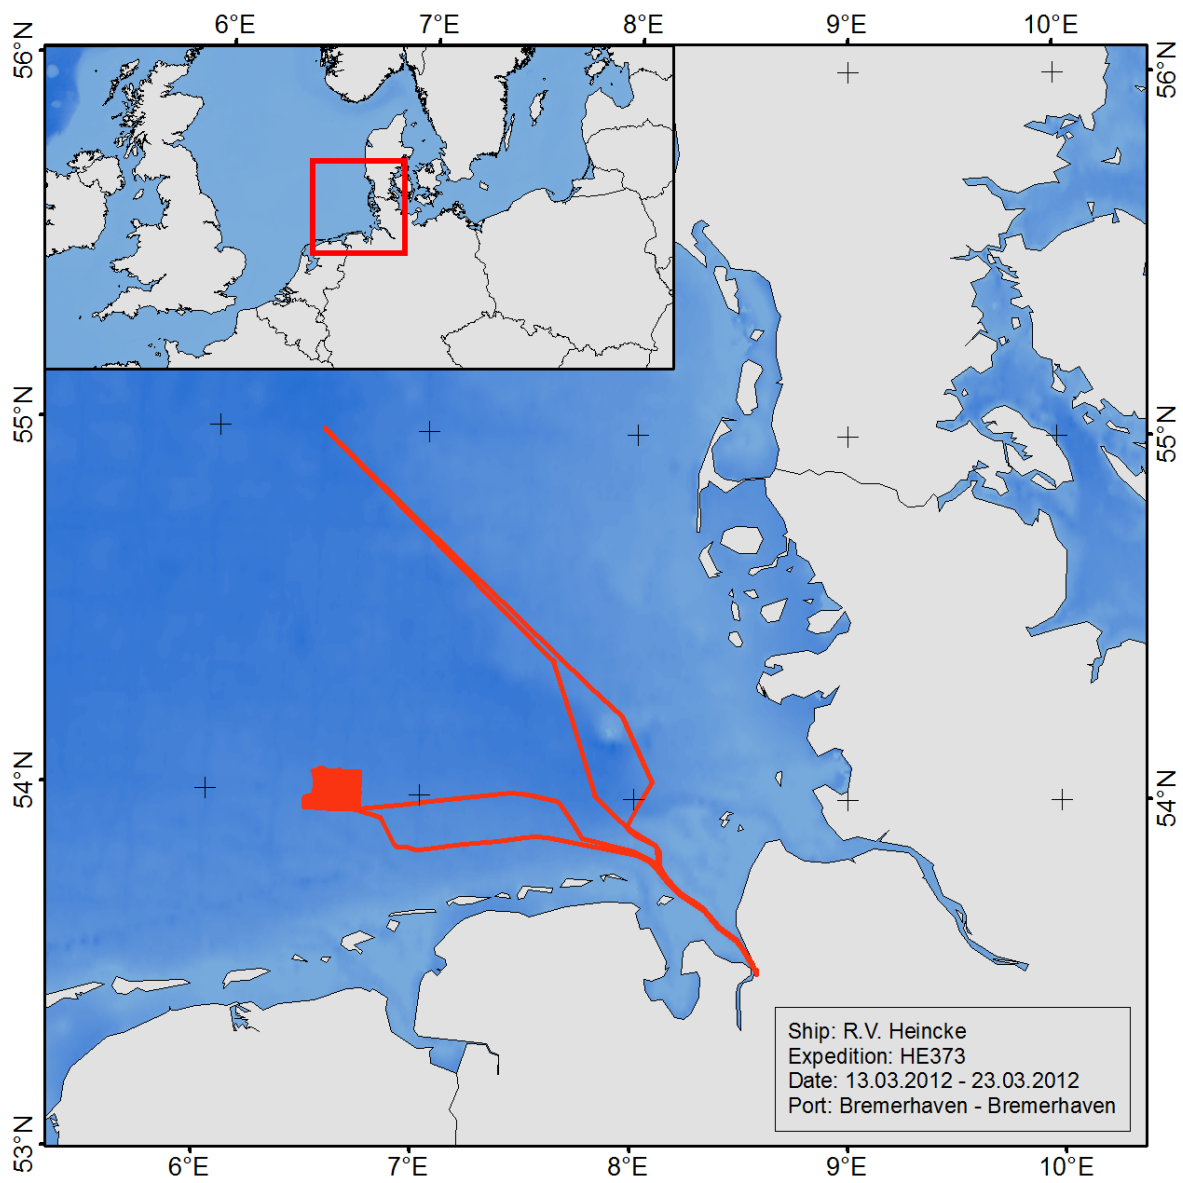 6°E 7°E 8°E 9°E 10°E
56°N 56°N
55°N 55°N
54°N 54°N
53°N
Ship: R.V. Heincke
Expedition: HE373
Date: 13.03.2012 - 23.03.2012
Port: Bremerhaven - Bremerhaven
6°E 7°E 8°E 9°E 10°E